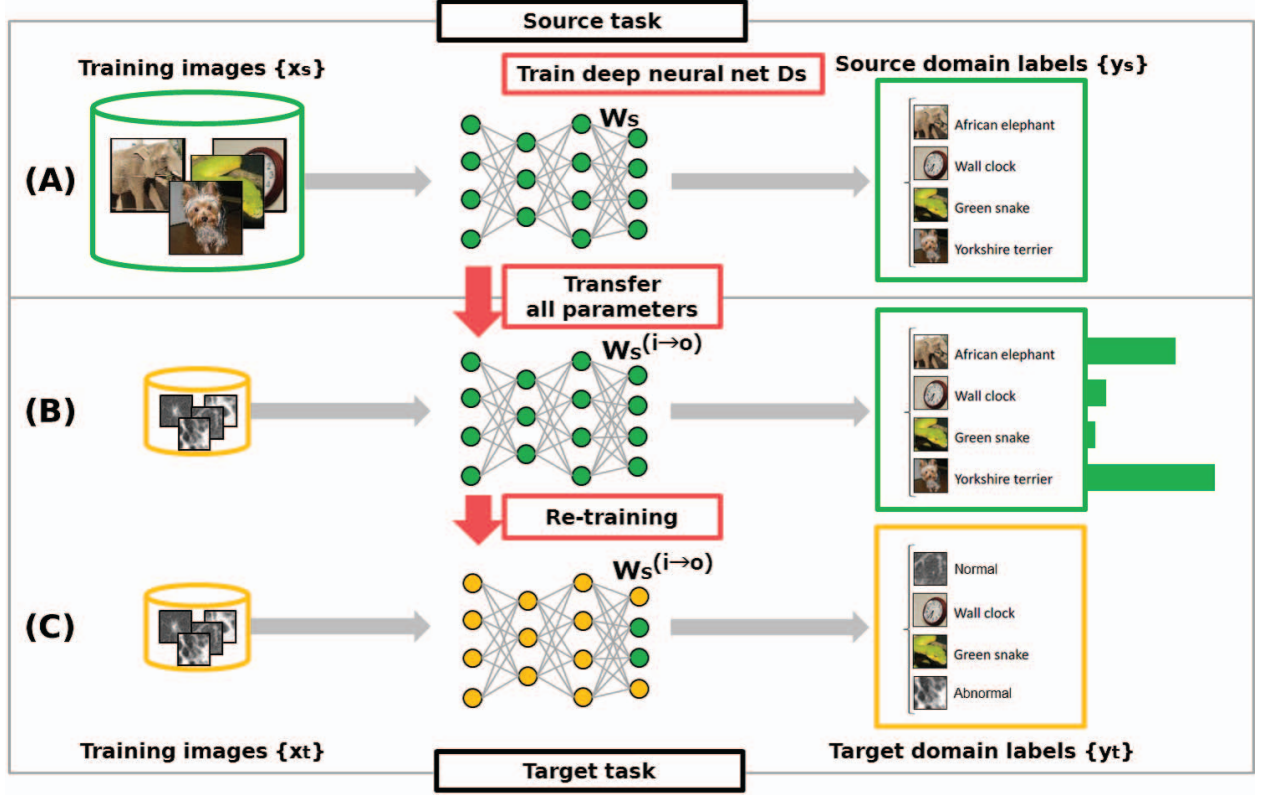 Source task
Training images {xs}
Train deep neural net Ds
Source domain labels {ys}
(A)
Ws
African elephant
Wall clock
Green snake
Yorkshire terrier
Transfer
all parameters
(B)
Ws(i→o)
African elephant
Wall clock
Green snake
Yorkshire terrier
Re-training
(C)
Ws(i→o)
Normal
Wall clock
Green snake
Abnormal
Training images {xt}
Target domain labels {yt}
Target task